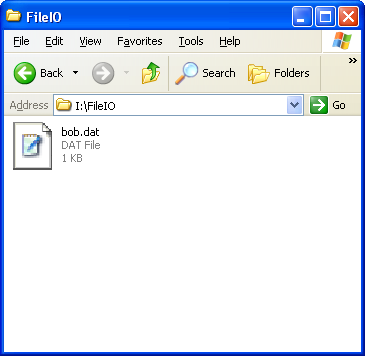 FileIO
File Edit View Favorites Tools Help
Back Search Folders »
Address I:\FileIO Go
bob.dat
DAT File
1 KB